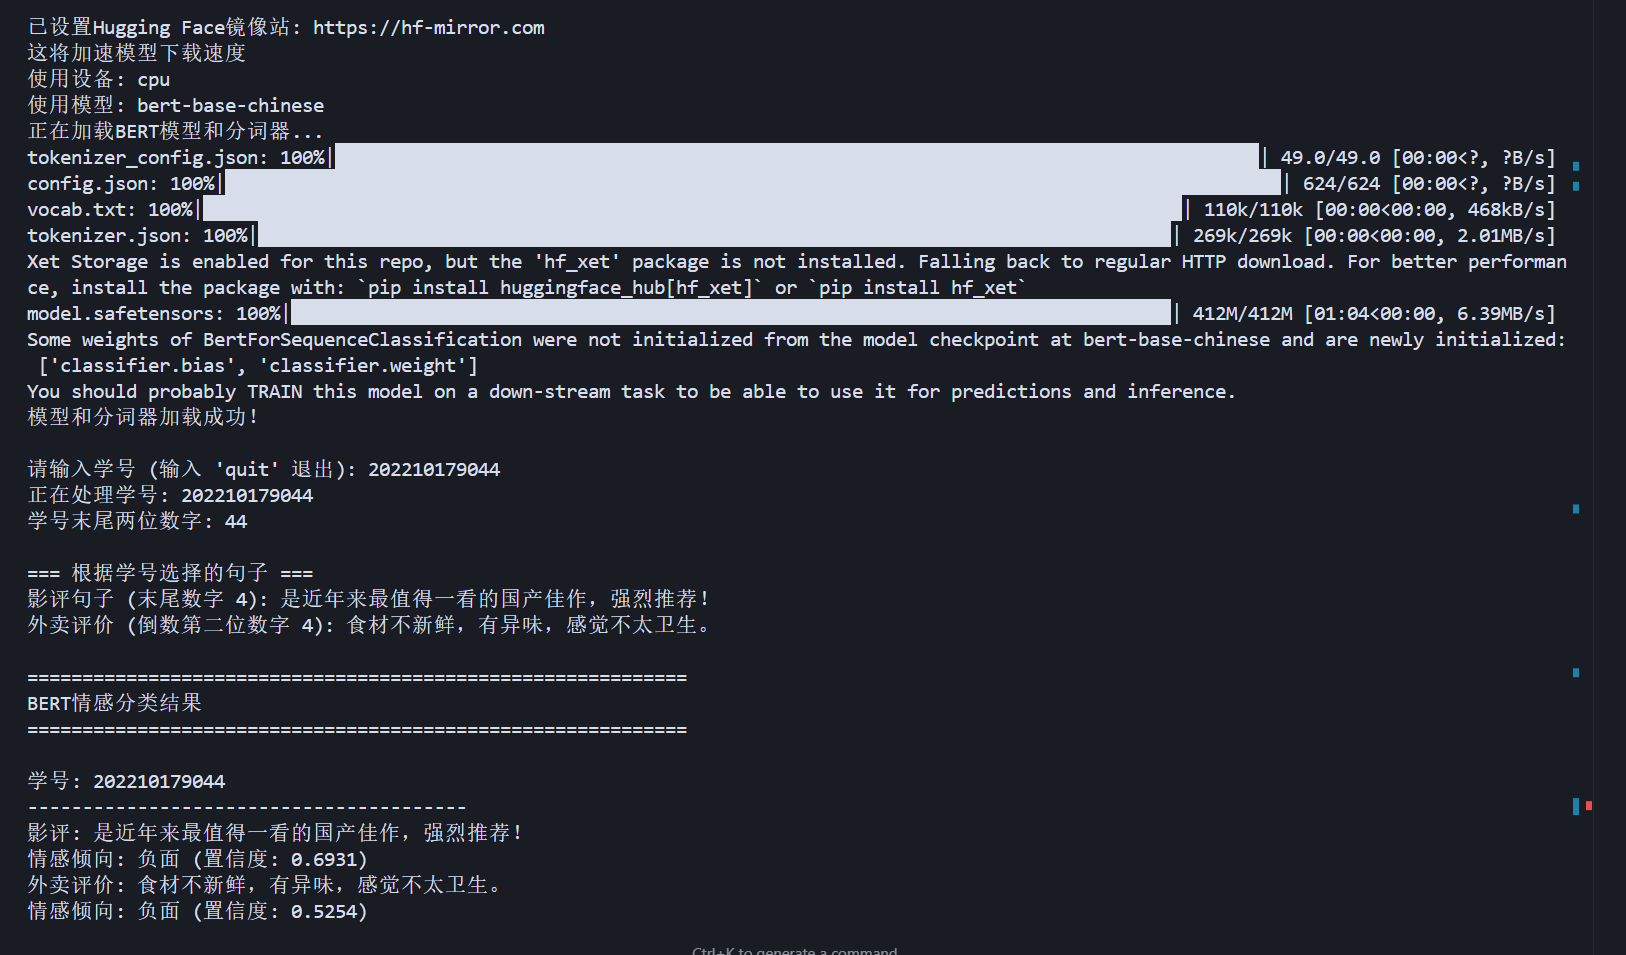 已设置Hugging Face镜像站: https://hf-mirror.com
这将加速模型下载速度
使用设备: cpu
使用模型: bert-base-chinese
正在加载BERT模型和分词器...
tokenizer_config.json: 100%| | 49.0/49.0 [00:00<?, ?B/s]
config.json: 100%| | 624/624 [00:00<?, ?B/s]
vocab.txt: 100%| | 110k/110k [00:00<00:00, 468kB/s]
tokenizer.json: 100%| | 269k/269k [00:00<00:00, 2.01MB/s]
Xet Storage is enabled for this repo, but the 'hf_xet' package is not installed. Falling back to regular HTTP download. For better performan
ce, install the package with: `pip install huggingface_hub[hf_xet]` or `pip install hf_xet`
model.safetensors: 100%| | 412M/412M [01:04<00:00, 6.39MB/s]
Some weights of BertForSequenceClassification were not initialized from the model checkpoint at bert-base-chinese and are newly initialized:
['classifier.bias', 'classifier.weight']
You should probably TRAIN this model on a down-stream task to be able to use it for predictions and inference.
模型和分词器加载成功!

请输入学号 (输入 'quit' 退出): 202210179044
正在处理学号: 202210179044
学号末尾两位数字: 44

=== 根据学号选择的句子 ===
影评句子 (末尾数字 4): 是近年来最值得一看的国产佳作，强烈推荐！
外卖评价 (倒数第二位数字 4): 食材不新鲜，有异味，感觉不太卫生。

============================================================
BERT情感分类结果
============================================================

学号: 202210179044
----------------------------------------
影评: 是近年来最值得一看的国产佳作，强烈推荐！
情感倾向: 负面 (置信度: 0.6931)
外卖评价: 食材不新鲜，有异味，感觉不太卫生。
情感倾向: 负面 (置信度: 0.5254)
Ctrl+K to generate a command